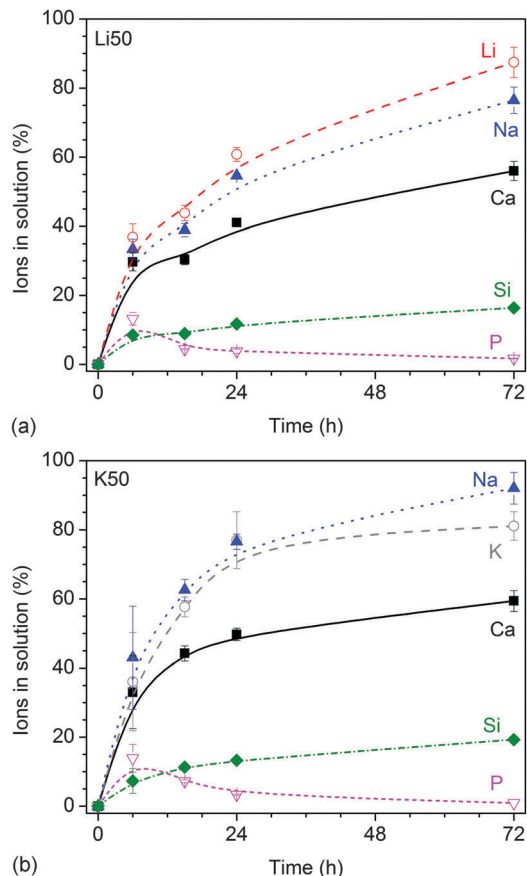 Li50
100
80
60
40
20
0
Ions in solution (%)
Li
Na
Ca
Si
P
0 24 48 72
Time (h)
(a)
K50
100
80
60
40
20
0
Ions in solution (%)
Na
K
Ca
Si
P
0 24 48 72
Time (h)
(b)